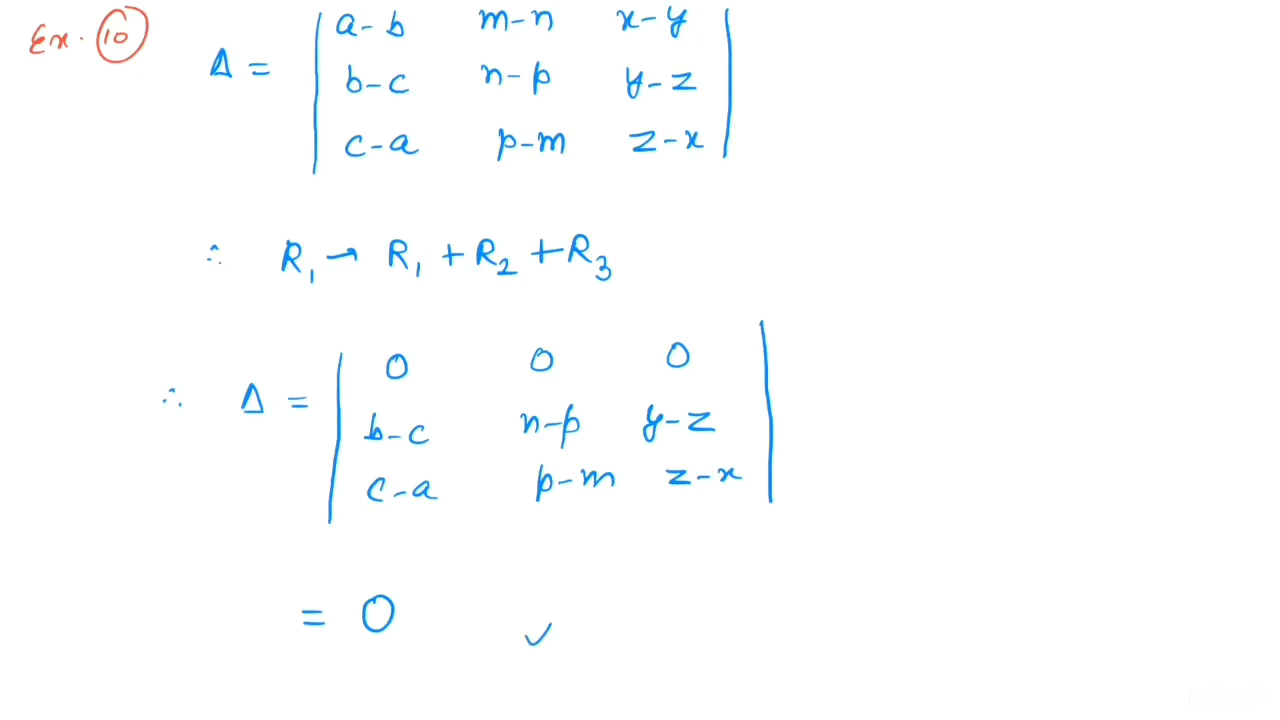 Ex. 10
Δ = | a-b m-n x-y |
| b-c n-p y-z |
| c-a p-m z-x |
∴ R₁ → R₁ + R₂ + R₃
∴ Δ = | 0 0 0 |
| b-c n-p y-z |
| c-a p-m z-x |
= 0 ✓